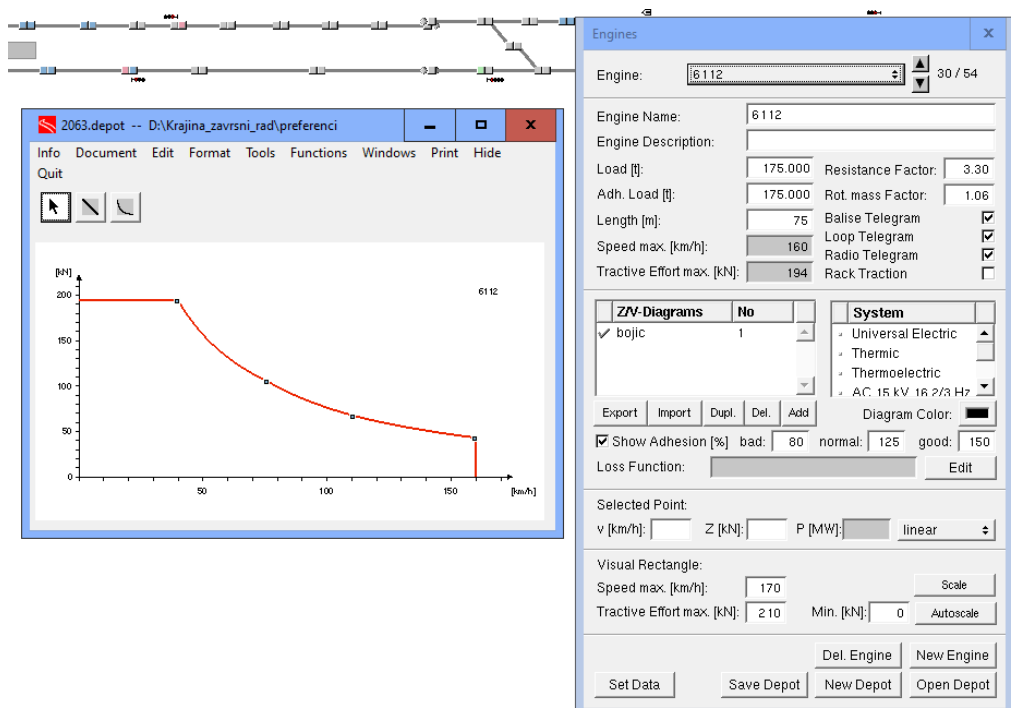 2063.depot -- D:\Krajina_zavrsni_rad\preferenci
Info Document Edit Format Tools Functions Windows Print Hide
Quit
[kN]
200
150
100
50
0
50 100 150 [km/h]
6112
Engines x
Engine: 6112 30 / 54
Engine Name: 6112
Engine Description:
Load [t]: 175.000 Resistance Factor: 3.30
Adh. Load [t]: 175.000 Rot. mass Factor: 1.06
Length [m]: 75 Balise Telegram
Loop Telegram
Speed max. [km/h]: 160
Radio Telegram
Tractive Effort max. [kN]: 194 Rack Traction
Z/V-Diagrams No System
bojic 1 Universal Electric
Thermic
Thermoelectric
AC 15 kV 16 2/3 Hz
Export Import Dupl. Del. Add Diagram Color:
Show Adhesion [%] bad: 80 normal: 125 good: 150
Loss Function: Edit
Selected Point:
v [km/h]: Z [kN]: P [MW]: linear
Visual Rectangle:
Speed max. [km/h]: 170 Scale
Tractive Effort max. [kN]: 210 Min. [kN]: 0 Autoscale
Del. Engine New Engine
Set Data Save Depot New Depot Open Depot